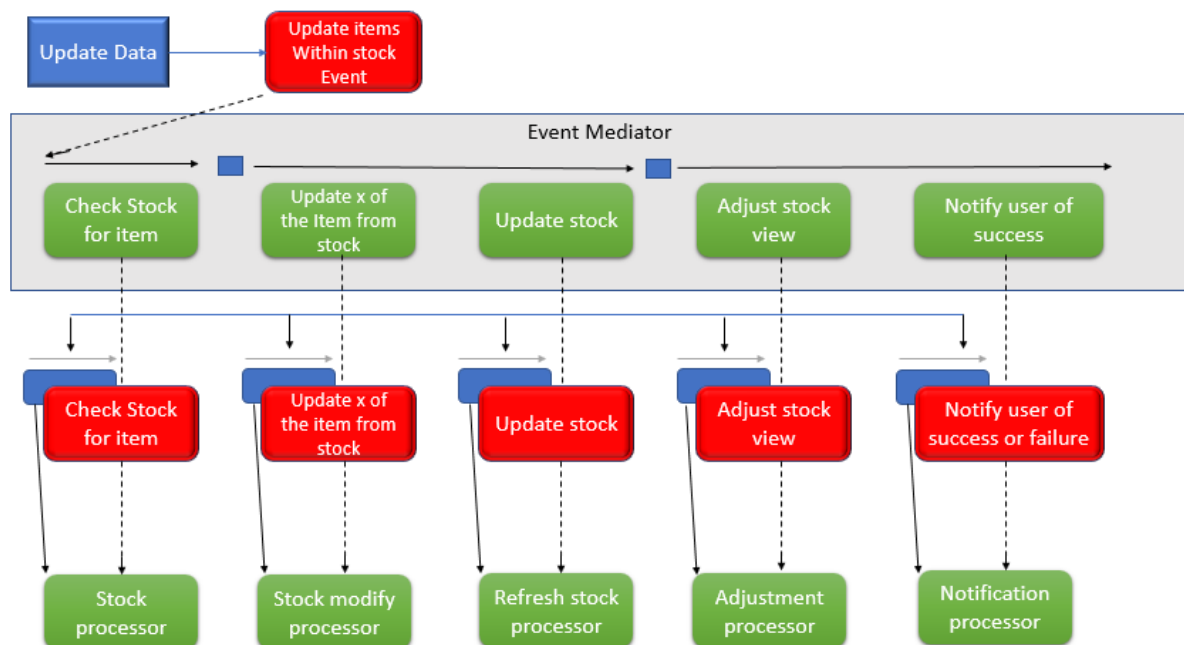 Update Data
Update items
Within stock
Event
Event Mediator
Check Stock
for item
Update x of
the Item from
stock
Update stock
Adjust stock
view
Notify user of
success
Check Stock
for item
Update x of
the item from
stock
Update stock
Adjust stock
view
Notify user of
success or failure
Stock
processor
Stock modify
processor
Refresh stock
processor
Adjustment
processor
Notification
processor